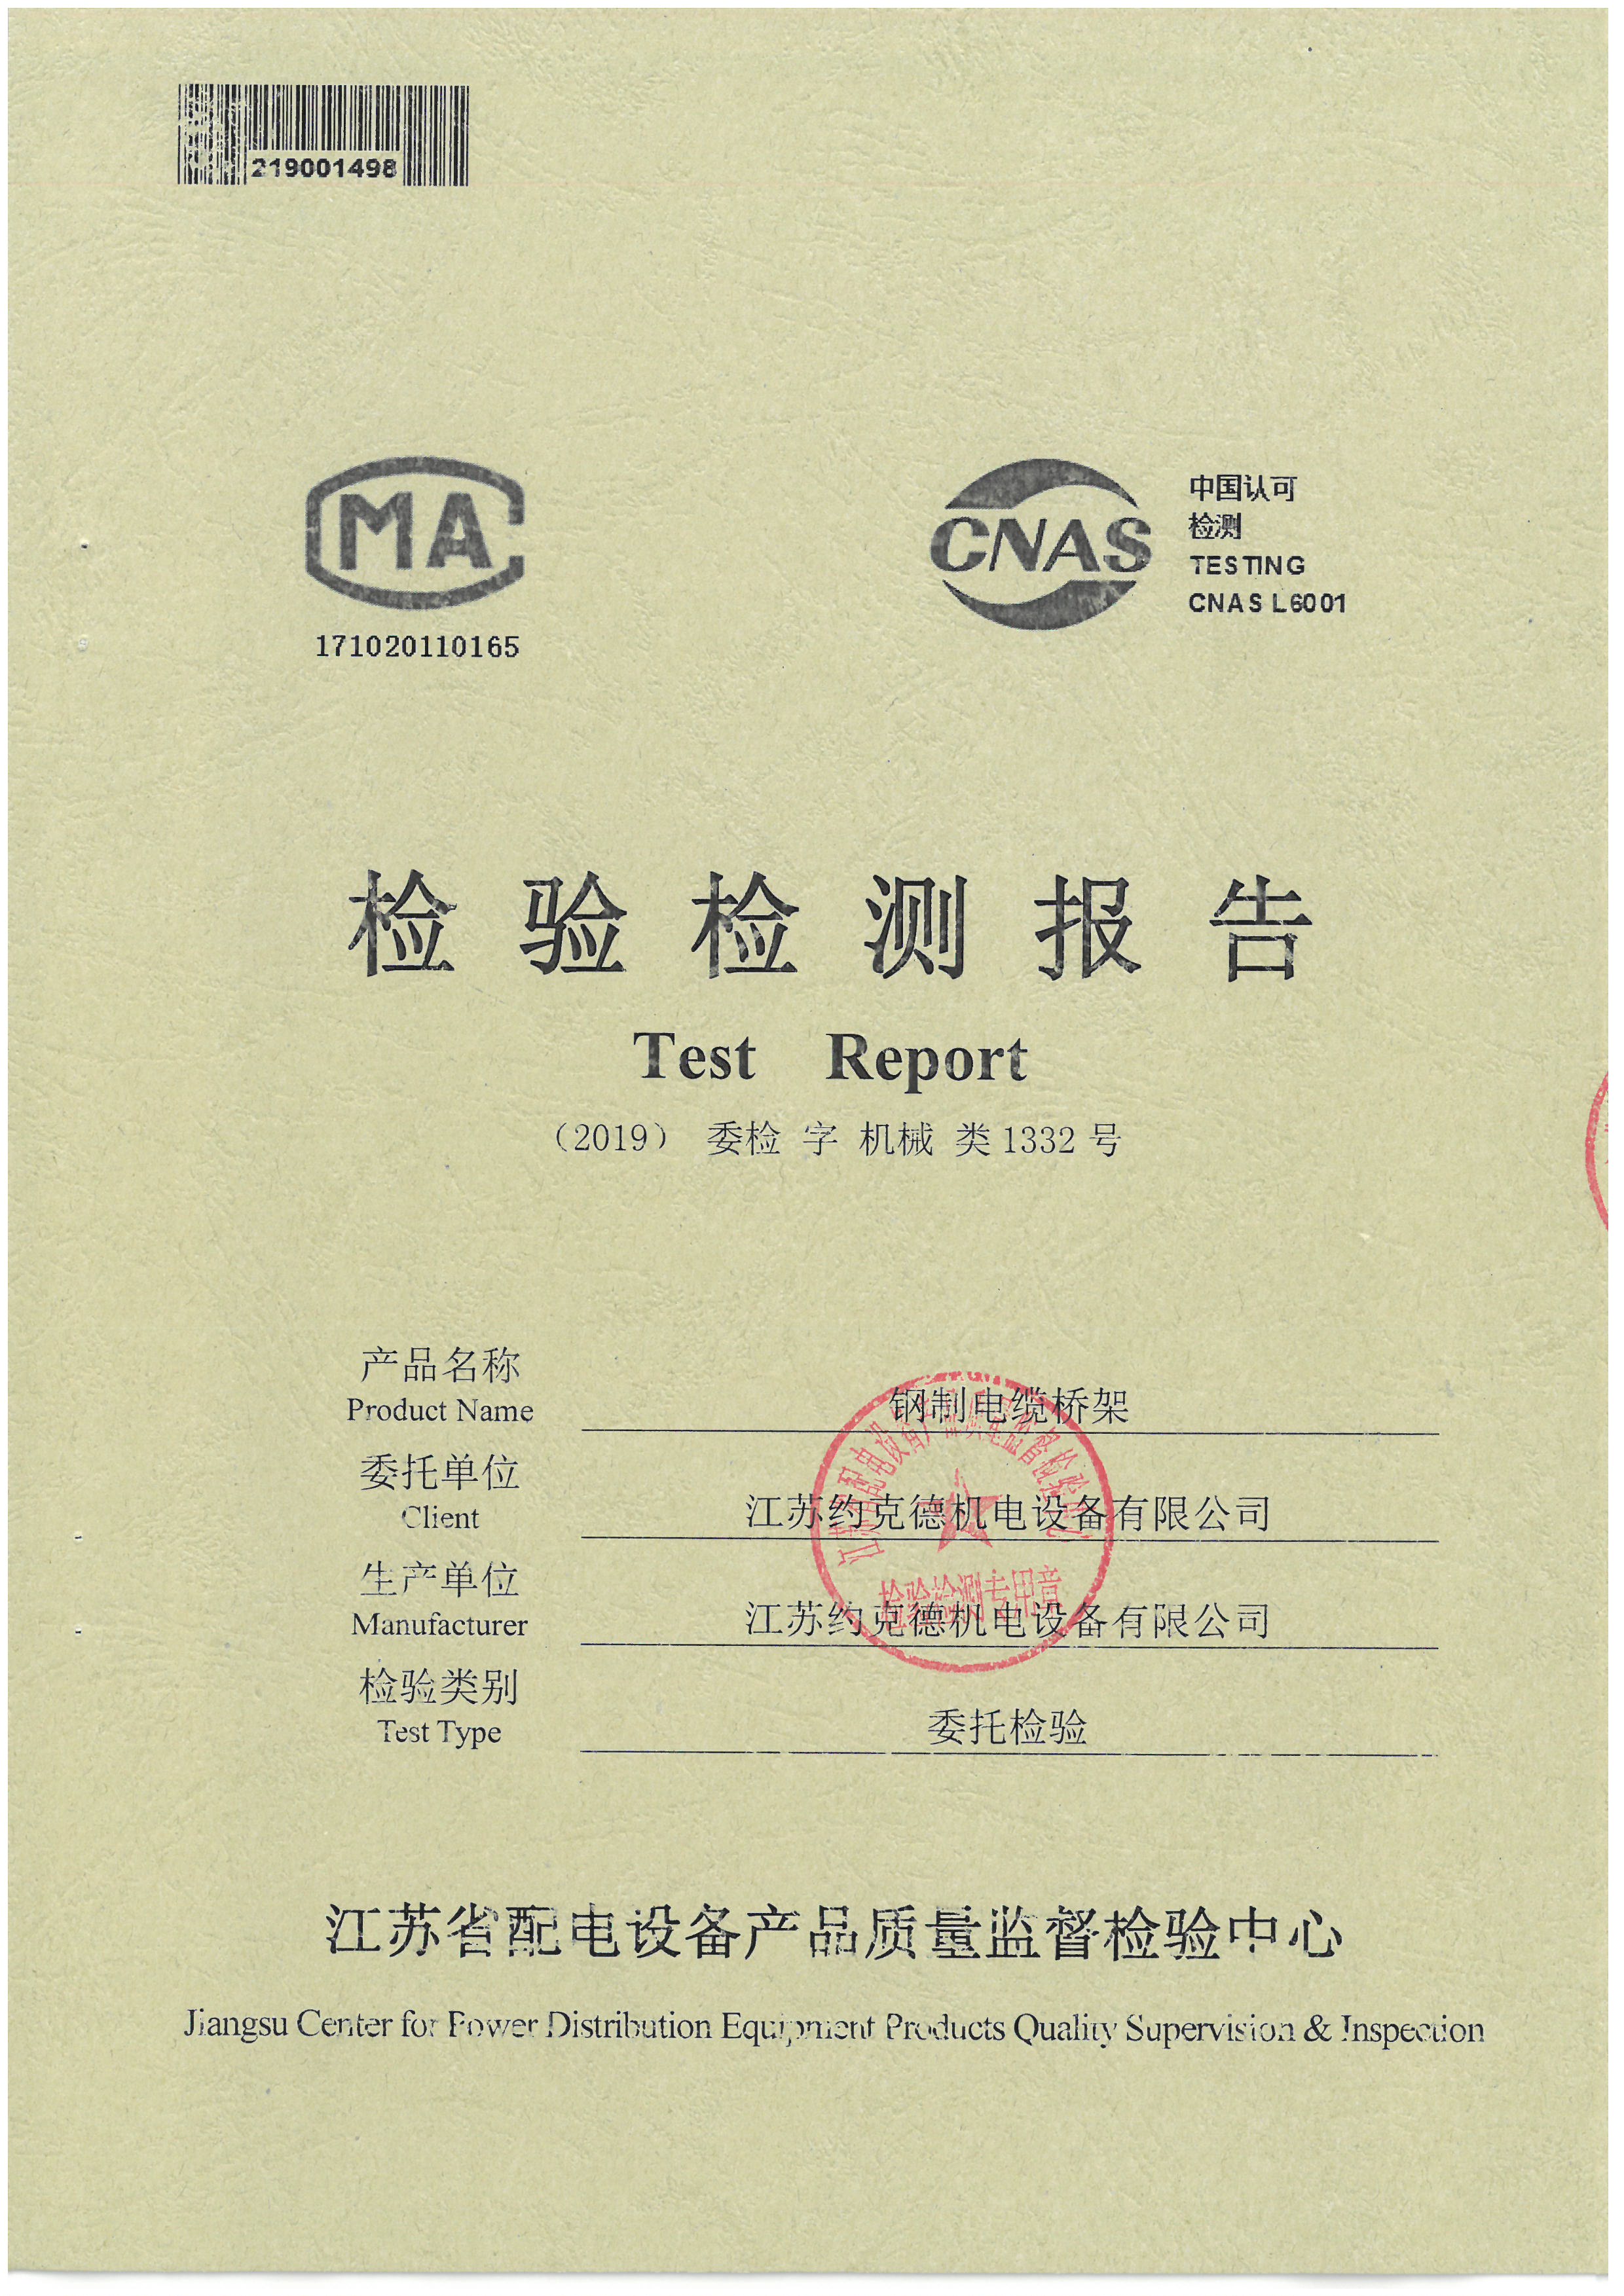 219001498
MA
171020110165
CNAS
中国认可
检测
TESTING
CNAS L6001
检验检测报告
Test Report
（2019） 委检 字 机械 类 1332 号
产品名称
Product Name
钢制电缆桥架
委托单位
Client
江苏约克德机电设备有限公司
生产单位
Manufacturer
江苏约克德机电设备有限公司
检验类别
Test Type
委托检验
检验检测专用章
江苏省配电设备产品质量监督检验中心
Jiangsu Center for Power Distribution Equipment Products Quality Supervision & Inspection